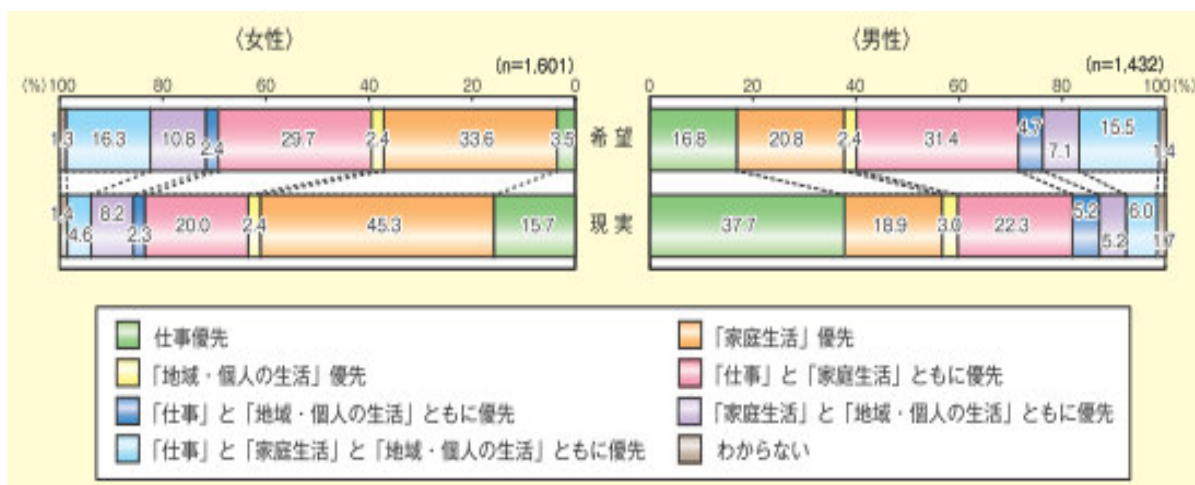 〈女性〉 〈男性〉
(n=1,601) (n=1,432)
(%) 100 80 60 40 20 0 0 20 40 60 80 100 (%)
1.3 16.3 10.8 2.4 29.7 2.4 33.6 3.5 希望 16.8 20.8 2.4 31.4 4.7 7.1 15.5 1.4
1.4 4.6 8.2 2.3 20.0 2.4 45.3 15.7 現実 37.7 18.9 3.0 22.3 5.2 5.2 6.0 1.7
仕事優先 「家庭生活」優先
「地域・個人の生活」優先 「仕事」と「家庭生活」ともに優先
「仕事」と「地域・個人の生活」ともに優先 「家庭生活」と「地域・個人の生活」ともに優先
「仕事」と「家庭生活」と「地域・個人の生活」ともに優先 わからない